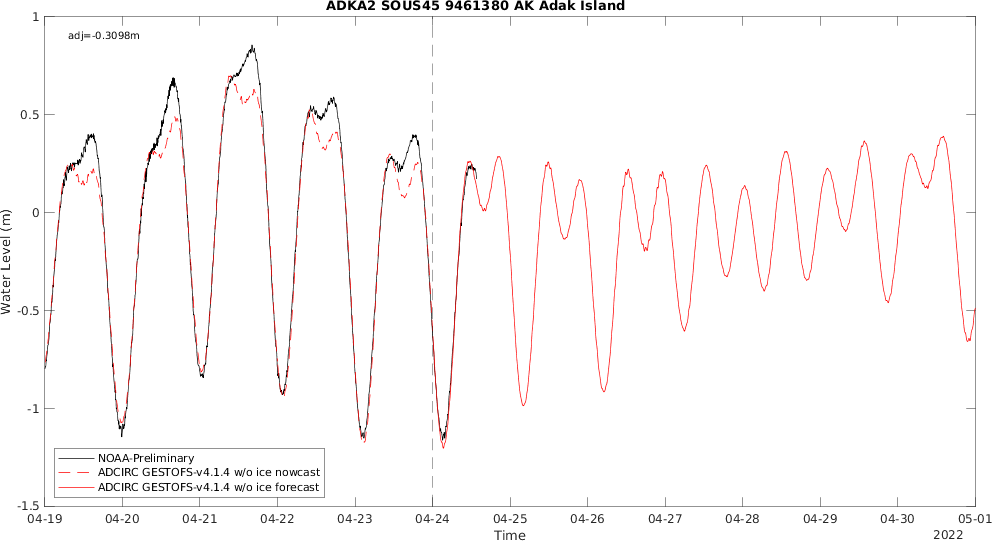 ADKA2 SOUS45 9461380 AK Adak Island
adj=-0.3098m
1
0.5
0
-0.5
-1
-1.5
Water Level (m)
NOAA-Preliminary
ADCIRC GESTOFS-v4.1.4 w/o ice nowcast
ADCIRC GESTOFS-v4.1.4 w/o ice forecast
04-19 04-20 04-21 04-22 04-23 04-24 04-25 04-26 04-27 04-28 04-29 04-30 05-01
Time
2022